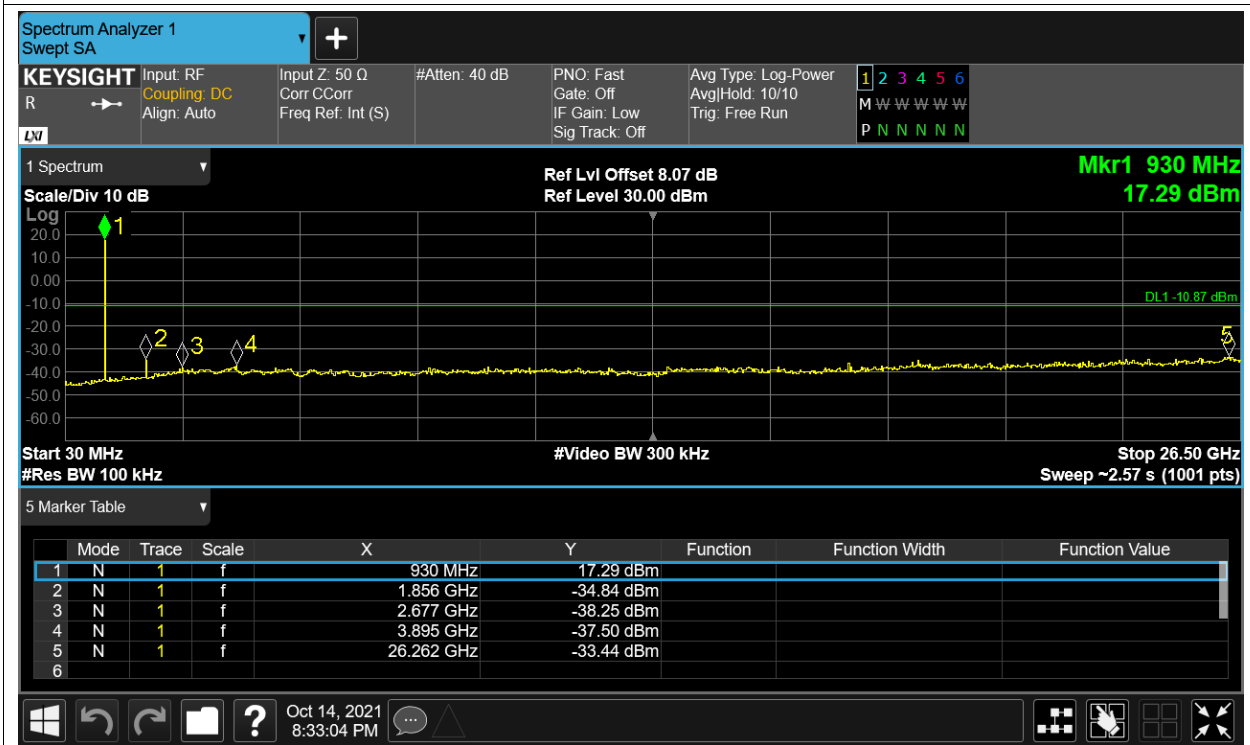 Spectrum Analyzer 1
Swept SA
KEYSIGHT Input: RF Input Z: 50 Ω #Atten: 40 dB PNO: Fast Avg Type: Log-Power 1 2 3 4 5 6
R Coupling: DC Corr CCorr Gate: Off Avg|Hold: 10/10 M W W W W W
Align: Auto Freq Ref: Int (S) IF Gain: Low Trig: Free Run
LXI Sig Track: Off P N N N N N
1 Spectrum Ref Lvl Offset 8.07 dB Mkr1 930 MHz
Scale/Div 10 dB Ref Level 30.00 dBm 17.29 dBm
Log
1
20.0
10.0
0.00
DL1 -10.87 dBm
-10.0
-20.0
2 3 4 5
-30.0
-40.0
-50.0
-60.0
Start 30 MHz #Video BW 300 kHz Stop 26.50 GHz
#Res BW 100 kHz Sweep ~2.57 s (1001 pts)
5 Marker Table
Mode Trace Scale X Y Function Function Width Function Value
1 N 1 f 930 MHz 17.29 dBm
2 N 1 f 1.856 GHz -34.84 dBm
3 N 1 f 2.677 GHz -38.25 dBm
4 N 1 f 3.895 GHz -37.50 dBm
5 N 1 f 26.262 GHz -33.44 dBm
6
? Oct 14, 2021
8:33:04 PM